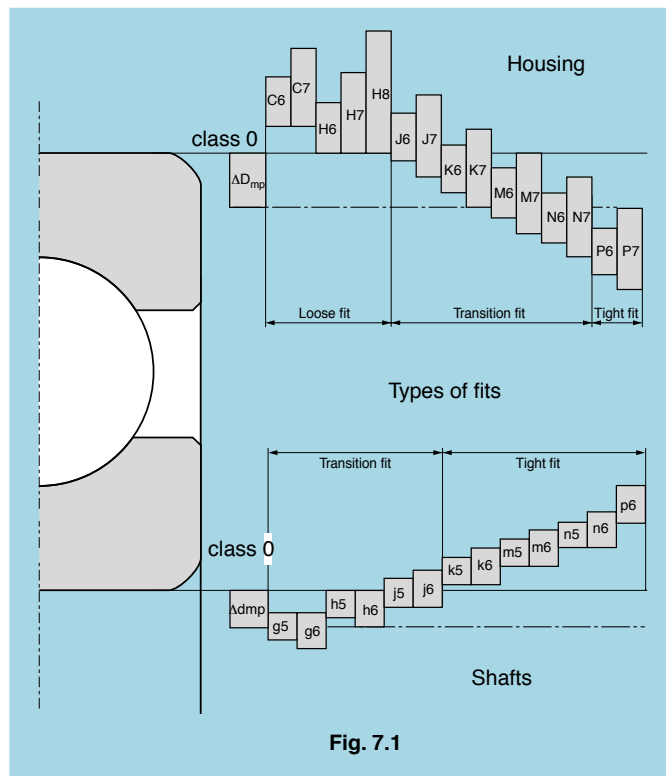 Housing
class 0
ΔDmp
C6
C7
H6
H7
H8
J6
J7
K6
K7
M6
M7
N6
N7
P6
P7
Loose fit
Transition fit
Tight fit
Types of fits
Transition fit
Tight fit
class 0
Δdmp
g5
g6
h5
h6
j5
j6
k5
k6
m5
m6
n5
n6
p6
Shafts
Fig. 7.1